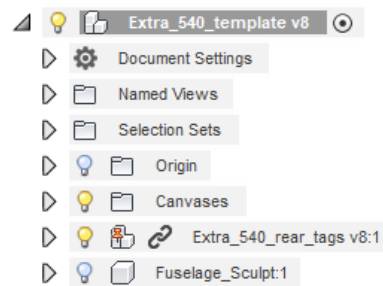 Extra_540_template v8
Document Settings
Named Views
Selection Sets
Origin
Canvases
Extra_540_rear_tags v8:1
Fuselage_Sculpt:1